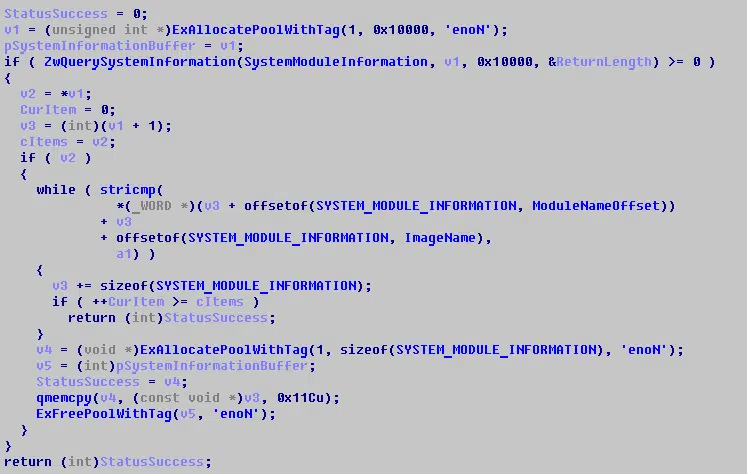 StatusSuccess = 0;
v1 = (unsigned int *)ExAllocatePoolWithTag(1, 0x10000, 'enoN');
pSystemInformationBuffer = v1;
if ( ZwQuerySystemInformation(SystemModuleInformation, v1, 0x10000, &ReturnLength) >= 0 )
{
v2 = *v1;
CurItem = 0;
v3 = (int)(v1 + 1);
cItems = v2;
if ( v2 )
{
while ( stricmp(
*(_WORD *)(v3 + offsetof(SYSTEM_MODULE_INFORMATION, ModuleNameOffset))
+ v3
+ offsetof(SYSTEM_MODULE_INFORMATION, ImageName),
a1) )
{
v3 += sizeof(SYSTEM_MODULE_INFORMATION);
if ( ++CurItem >= cItems )
return (int)StatusSuccess;
}
v4 = (void *)ExAllocatePoolWithTag(1, sizeof(SYSTEM_MODULE_INFORMATION), 'enoN');
v5 = (int)pSystemInformationBuffer;
StatusSuccess = v4;
qmemcpy(v4, (const void *)v3, 0x11Cu);
ExFreePoolWithTag(v5, 'enoN');
}
}
return (int)StatusSuccess;